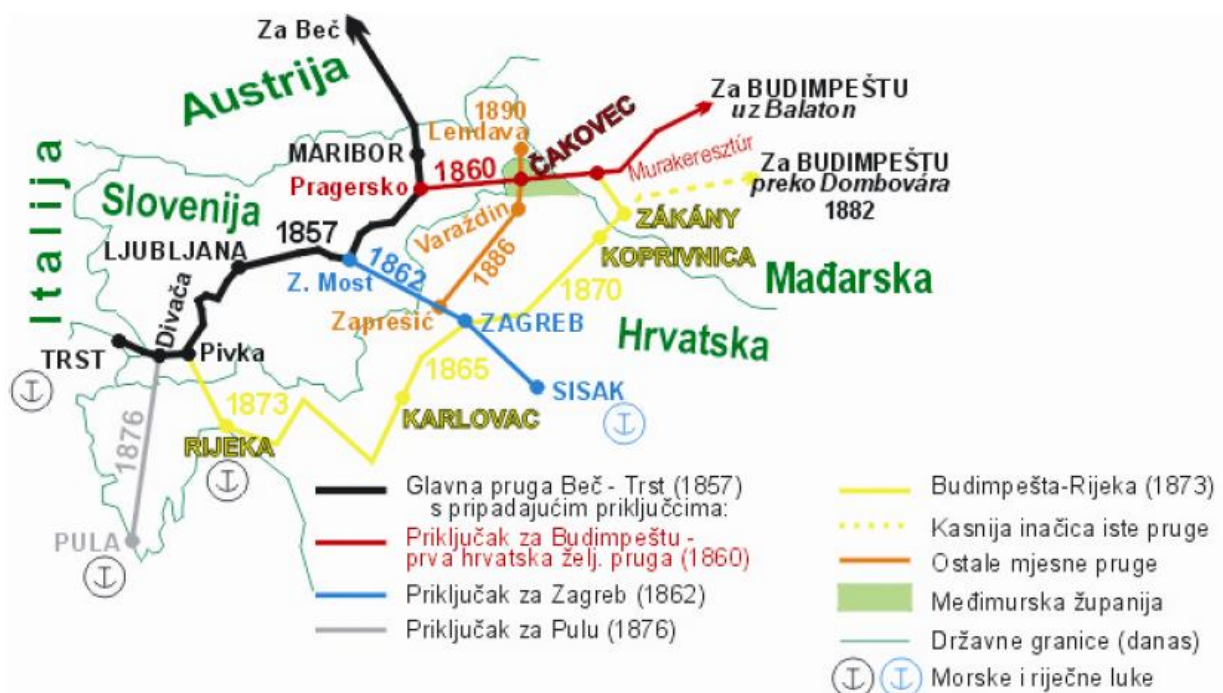 Za Beč
Austrija
Italija
Slovenija
MARIBOR
Pragersko
1860
1890
Lendava
ČAKOVEC
Za BUDIMPEŠTU
uz Balaton
Murakeresztúr
Za BUDIMPEŠTU
preko Dombovára
1882
ZÁKÁNY
KOPRIVNICA
Mađarska
Hrvatska
Varaždin
1886
1870
1857
LJUBLJANA
Z. Most
1862
Zaprešić
ZAGREB
SISAK
1865
KARLOVAC
Divača
TRST
Pivka
1873
RIJEKA
1876
PULA
Glavna pruga Beč - Trst (1857)
s pripadajućim priključcima:
Priključak za Budimpeštu -
prva hrvatska želj. pruga (1860)
Priključak za Zagreb (1862)
Priključak za Pulu (1876)
Budimpešta-Rijeka (1873)
Kasnija inačica iste pruge
Ostale mjesne pruge
Međimurska županija
Državne granice (danas)
Morske i riječne luke